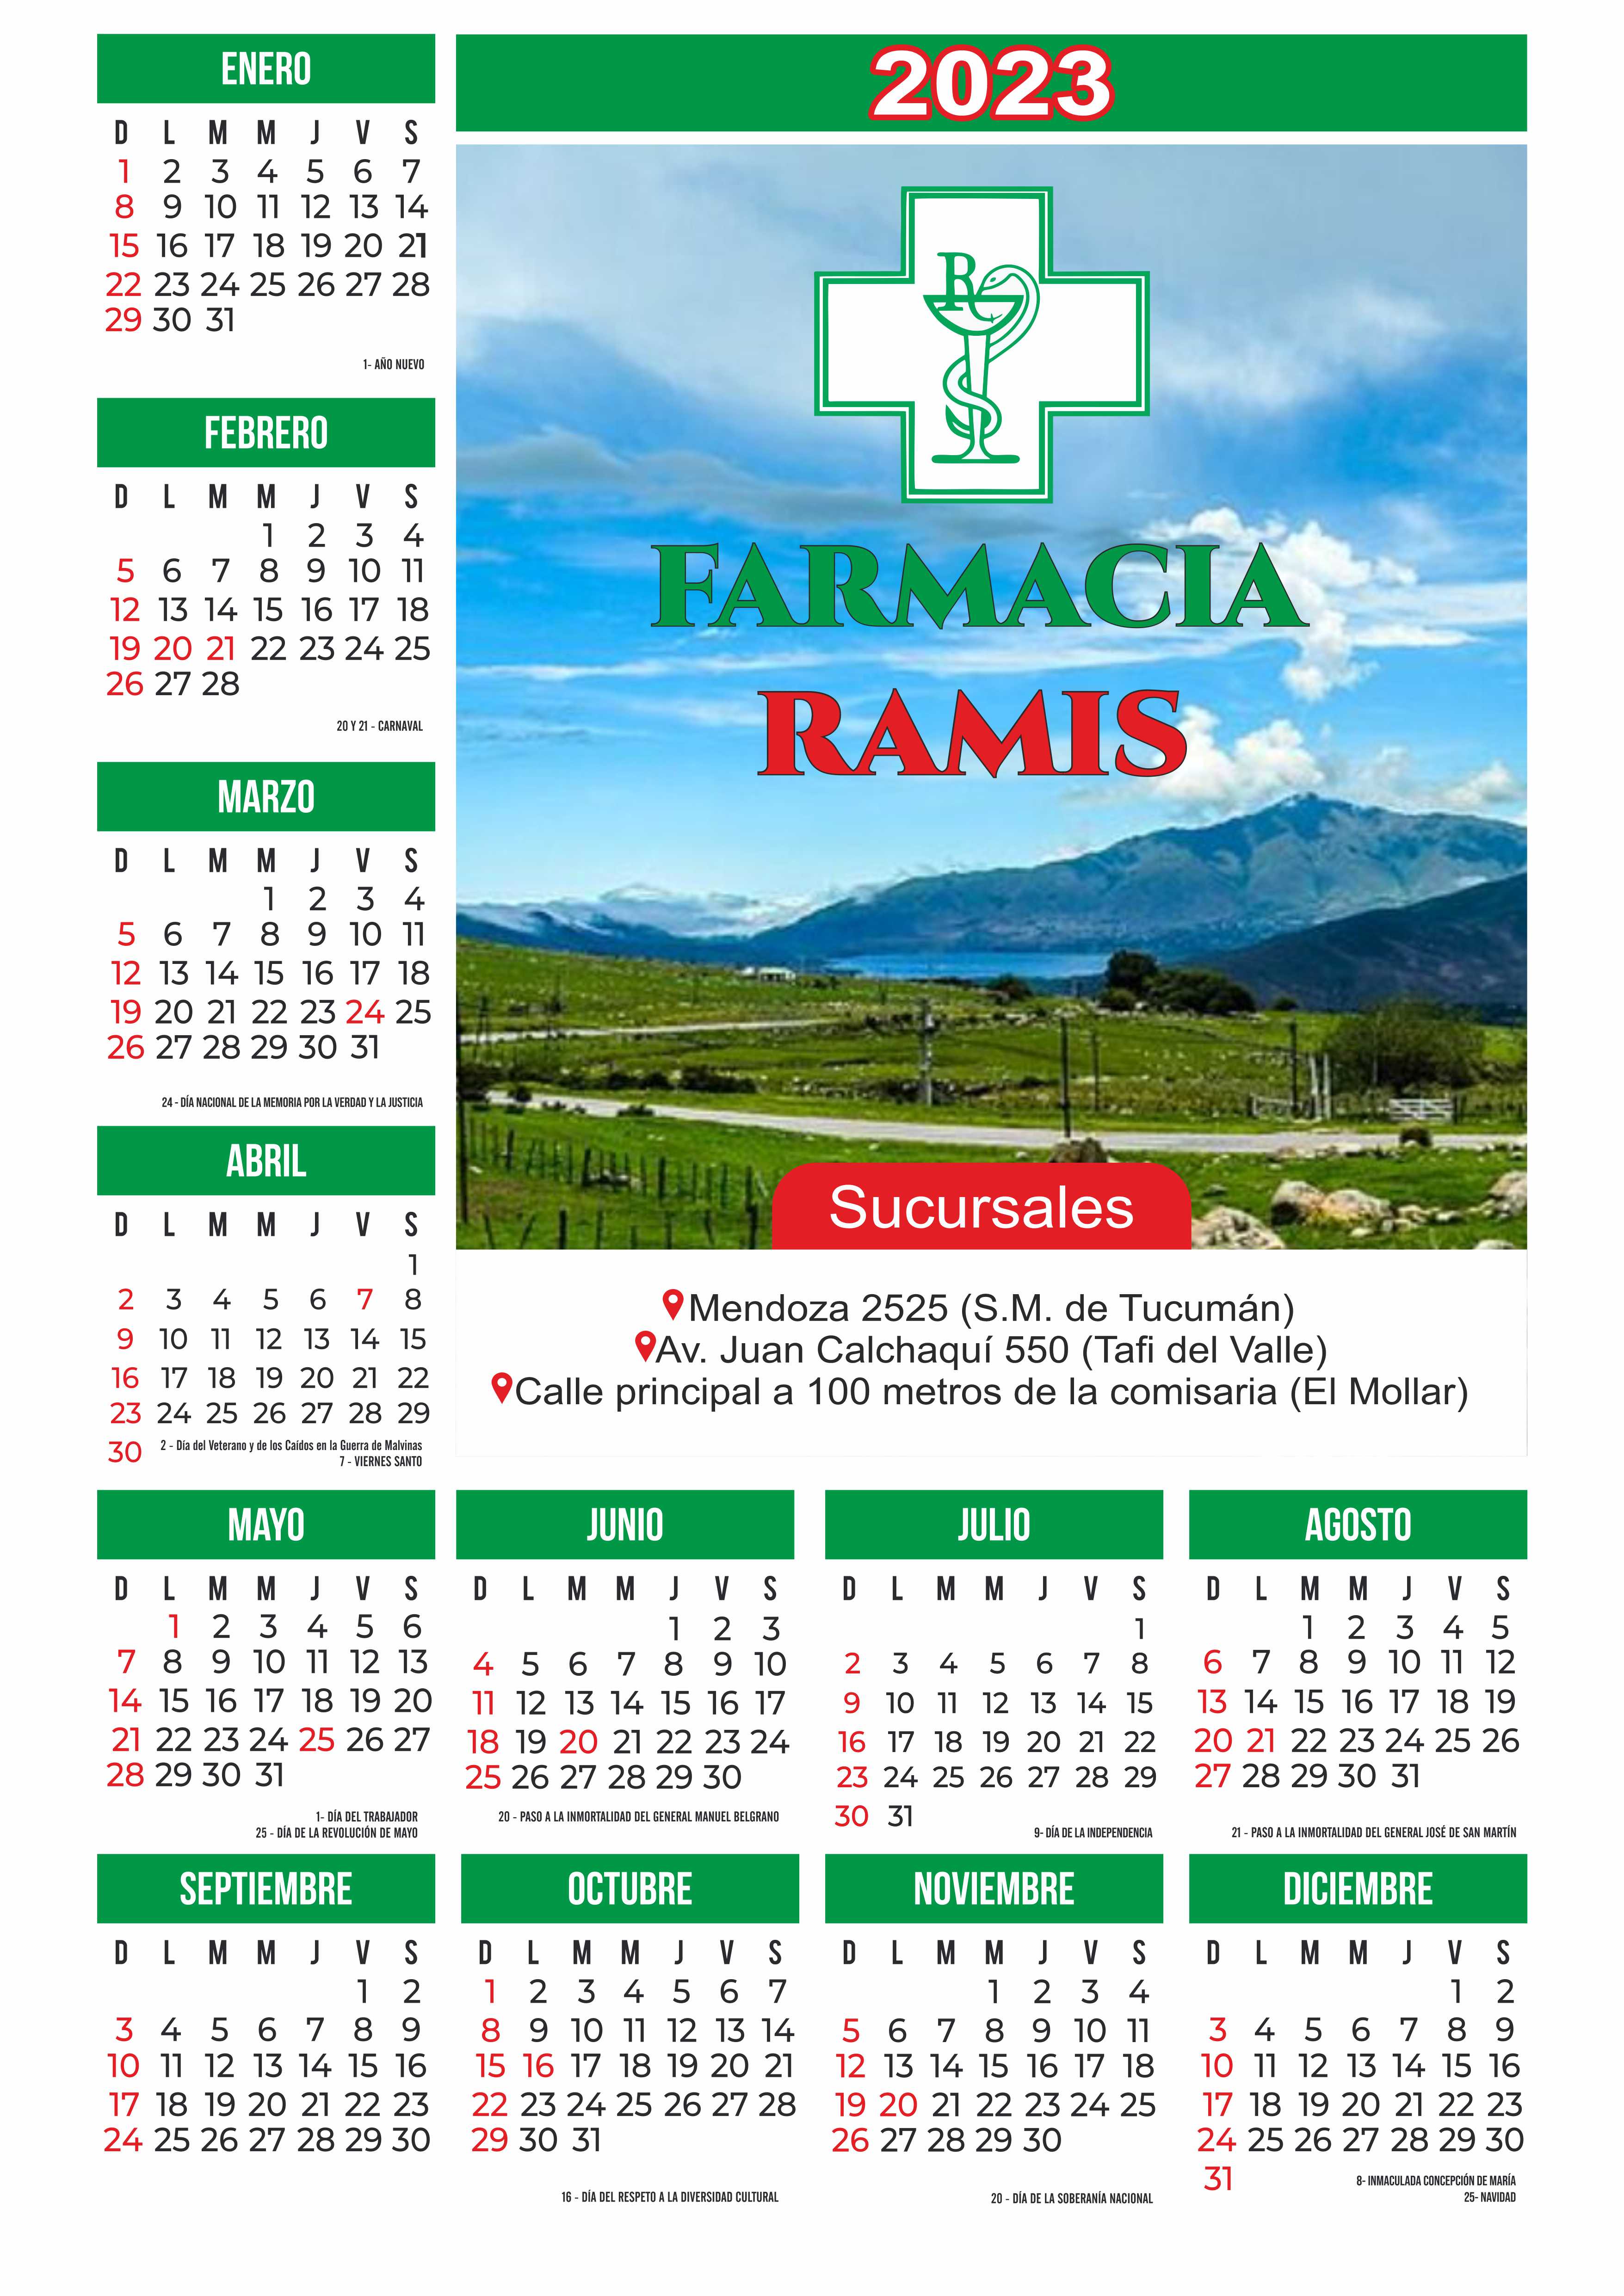 ENERO
D L M M J V S
1 2 3 4 5 6 7
8 9 10 11 12 13 14
15 16 17 18 19 20 21
22 23 24 25 26 27 28
29 30 31
1- AÑO NUEVO
FEBRERO
D L M M J V S
1 2 3 4
5 6 7 8 9 10 11
12 13 14 15 16 17 18
19 20 21 22 23 24 25
26 27 28
20 Y 21 - CARNAVAL
MARZO
D L M M J V S
1 2 3 4
5 6 7 8 9 10 11
12 13 14 15 16 17 18
19 20 21 22 23 24 25
26 27 28 29 30 31
24 - DÍA NACIONAL DE LA MEMORIA POR LA VERDAD Y LA JUSTICIA
ABRIL
D L M M J V S
1
2 3 4 5 6 7 8
9 10 11 12 13 14 15
16 17 18 19 20 21 22
23 24 25 26 27 28 29
30
2 - Día del Veterano y de los Caídos en la Guerra de Malvinas
7 - VIERNES SANTO
2023
R
FARMACIA
RAMIS
Sucursales
Mendoza 2525 (S.M. de Tucumán)
Av. Juan Calchaquí 550 (Tafi del Valle)
Calle principal a 100 metros de la comisaria (El Mollar)
MAYO
D L M M J V S
1 2 3 4 5 6
7 8 9 10 11 12 13
14 15 16 17 18 19 20
21 22 23 24 25 26 27
28 29 30 31
1- DÍA DEL TRABAJADOR
25 - DÍA DE LA REVOLUCIÓN DE MAYO
JUNIO
D L M M J V S
1 2 3
4 5 6 7 8 9 10
11 12 13 14 15 16 17
18 19 20 21 22 23 24
25 26 27 28 29 30
20 - PASO A LA INMORTALIDAD DEL GENERAL MANUEL BELGRANO
JULIO
D L M M J V S
1
2 3 4 5 6 7 8
9 10 11 12 13 14 15
16 17 18 19 20 21 22
23 24 25 26 27 28 29
30 31
9- DÍA DE LA INDEPENDENCIA
AGOSTO
D L M M J V S
1 2 3 4 5
6 7 8 9 10 11 12
13 14 15 16 17 18 19
20 21 22 23 24 25 26
27 28 29 30 31
21 - PASO A LA INMORTALIDAD DEL GENERAL JOSÉ DE SAN MARTÍN
SEPTIEMBRE
D L M M J V S
1 2
3 4 5 6 7 8 9
10 11 12 13 14 15 16
17 18 19 20 21 22 23
24 25 26 27 28 29 30
OCTUBRE
D L M M J V S
1 2 3 4 5 6 7
8 9 10 11 12 13 14
15 16 17 18 19 20 21
22 23 24 25 26 27 28
29 30 31
16 - DÍA DEL RESPETO A LA DIVERSIDAD CULTURAL
NOVIEMBRE
D L M M J V S
1 2 3 4
5 6 7 8 9 10 11
12 13 14 15 16 17 18
19 20 21 22 23 24 25
26 27 28 29 30
20 - DÍA DE LA SOBERANÍA NACIONAL
DICIEMBRE
D L M M J V S
1 2
3 4 5 6 7 8 9
10 11 12 13 14 15 16
17 18 19 20 21 22 23
24 25 26 27 28 29 30
31
8- INMACULADA CONCEPCIÓN DE MARÍA
25- NAVIDAD